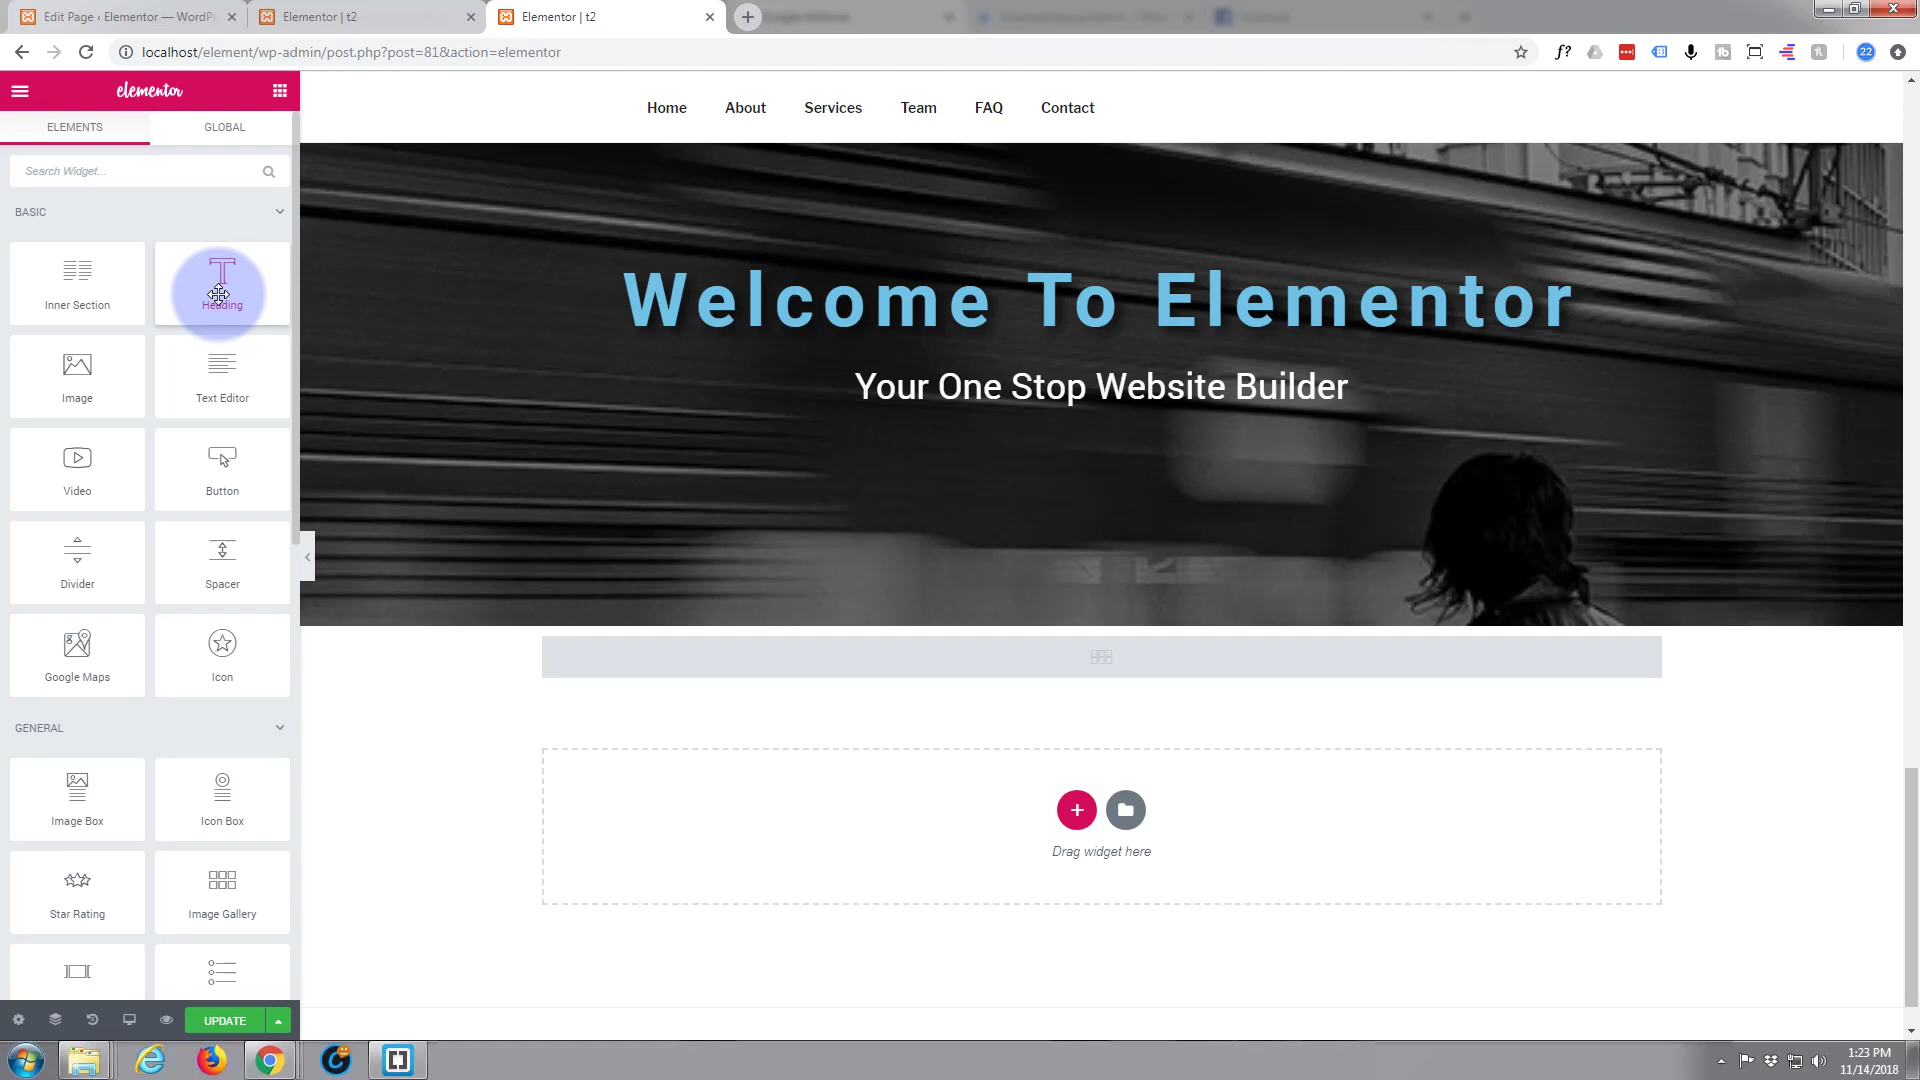 Edit Page ‹ Elementor — WordP
Elementor | t2
Elementor | t2
localhost/element/wp-admin/post.php?post=81&action=elementor
f?
22
elementor
ELEMENTS
GLOBAL
Search Widget...
BASIC
Inner Section
Heading
Image
Text Editor
Video
Button
Divider
Spacer
Google Maps
Icon
GENERAL
Image Box
Icon Box
Star Rating
Image Gallery
UPDATE
Home
About
Services
Team
FAQ
Contact
Welcome To Elementor
Your One Stop Website Builder
Drag widget here
1:23 PM
11/14/2018